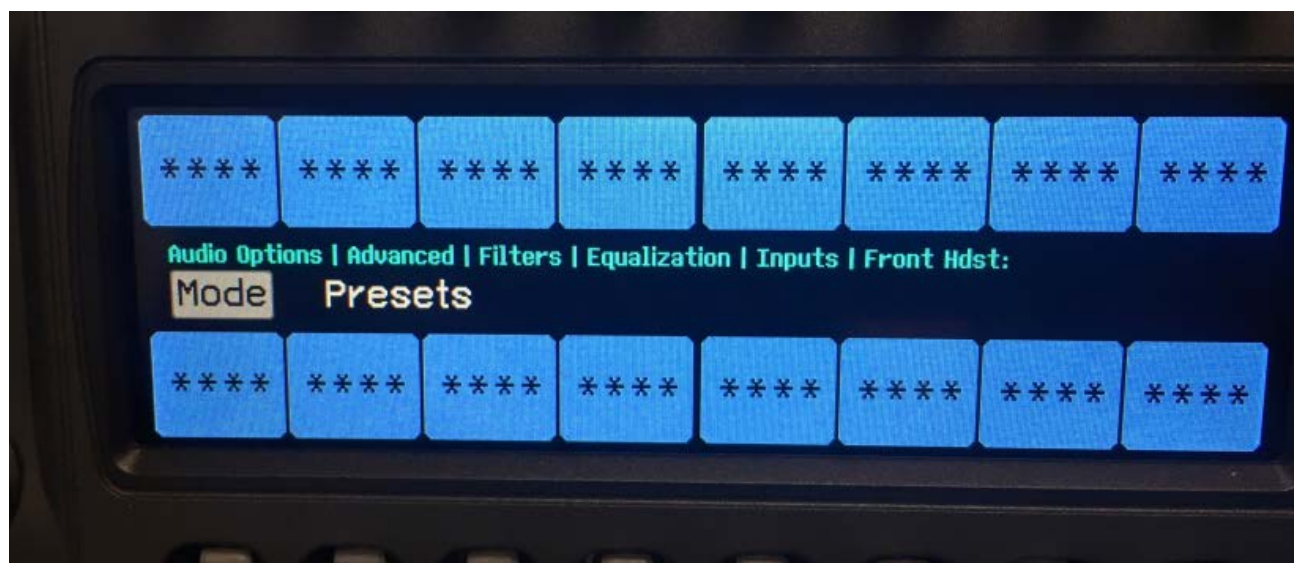 **** **** **** **** **** **** **** ****
Audio Options | Advanced | Filters | Equalization | Inputs | Front Hdst:
Mode Presets
**** **** **** **** **** **** **** ****